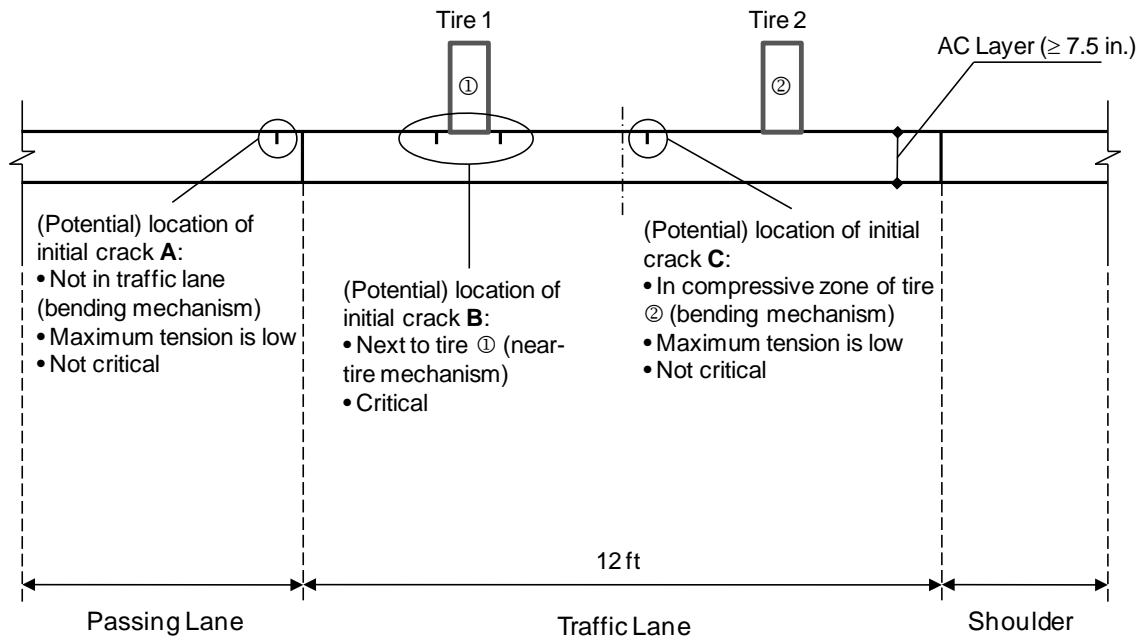 Tire 1
Tire 2
AC Layer (≥ 7.5 in.)
①
②
(Potential) location of
initial crack A:
• Not in traffic lane
(bending mechanism)
• Maximum tension is low
• Not critical
(Potential) location of
initial crack B:
• Next to tire ① (near-
tire mechanism)
• Critical
(Potential) location of initial
crack C:
• In compressive zone of tire
② (bending mechanism)
• Maximum tension is low
• Not critical
12 ft
Passing Lane
Traffic Lane
Shoulder